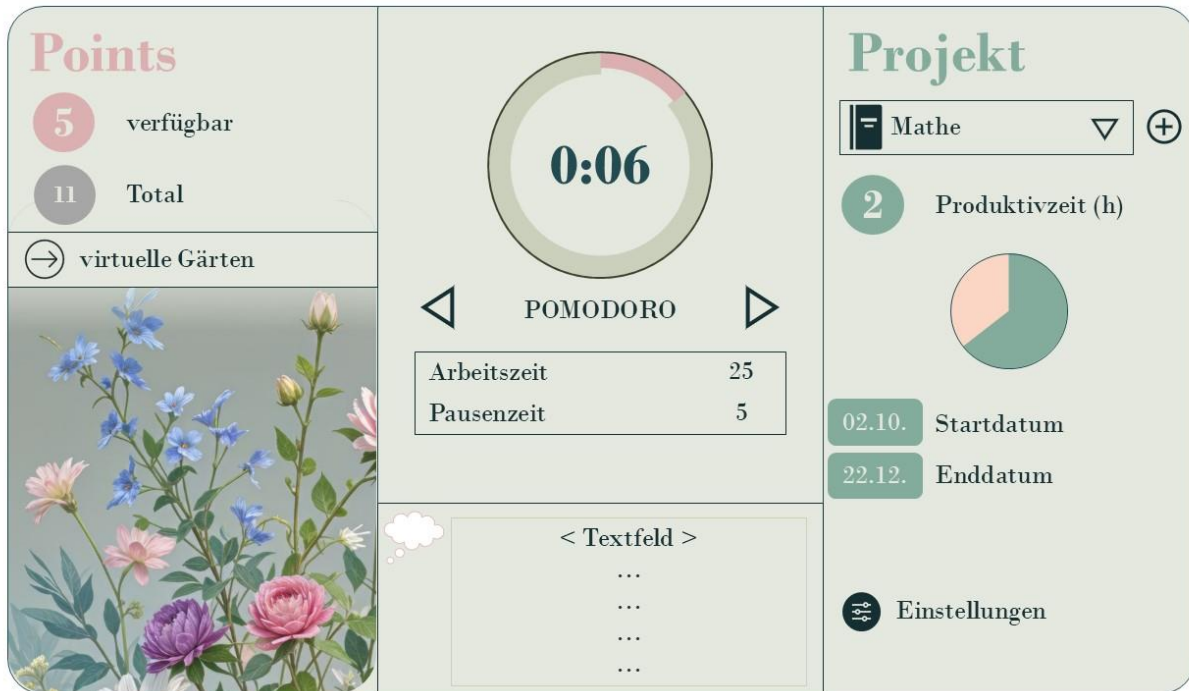 Points
5 verfügbar
11 Total
virtuelle Gärten
0:06
POMODORO
Arbeitszeit 25
Pausenzeit 5
< Textfeld >
...
...
...
...
Projekt
Mathe
2 Produktivzeit (h)
02.10. Startdatum
22.12. Enddatum
Einstellungen